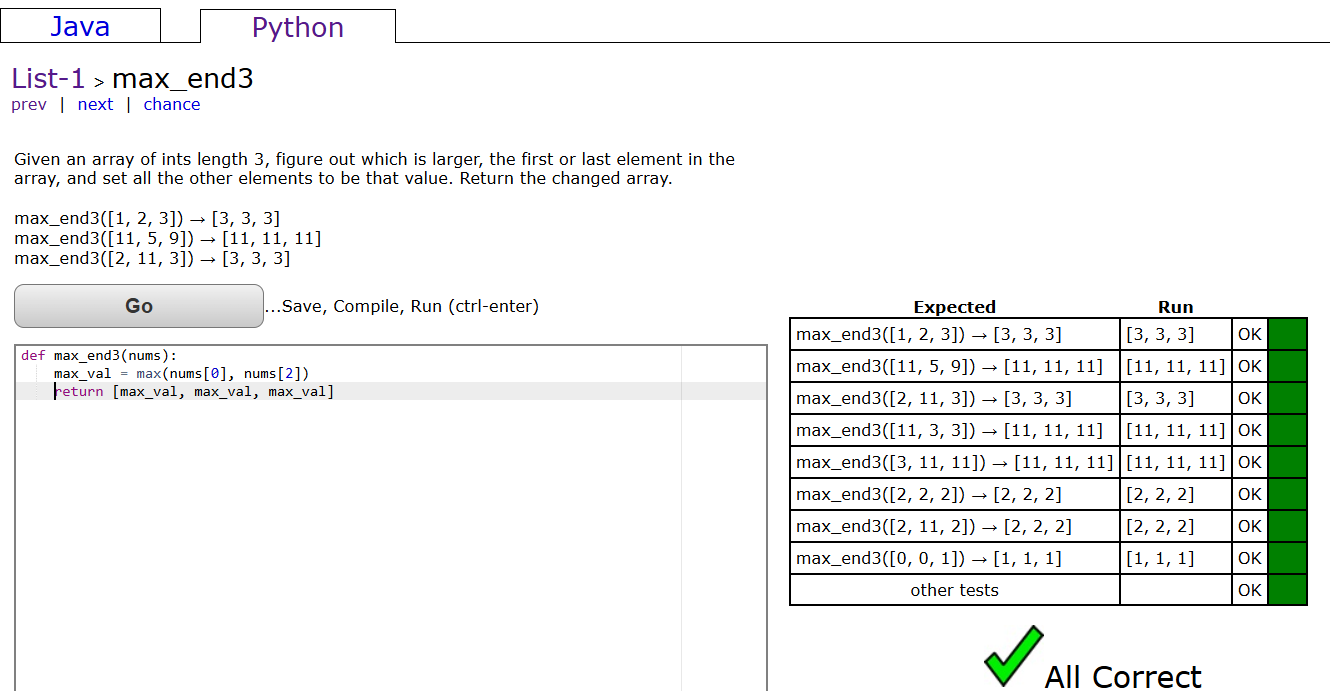 Java
Python
List-1 > max_end3
prev | next | chance
Given an array of ints length 3, figure out which is larger, the first or last element in the
array, and set all the other elements to be that value. Return the changed array.
max_end3([1, 2, 3]) → [3, 3, 3]
max_end3([11, 5, 9]) → [11, 11, 11]
max_end3([2, 11, 3]) → [3, 3, 3]
Go
...Save, Compile, Run (ctrl-enter)
def max_end3(nums):
    max_val = max(nums[0], nums[2])
    return [max_val, max_val, max_val]
Expected Run
max_end3([1, 2, 3]) → [3, 3, 3] [3, 3, 3] OK
max_end3([11, 5, 9]) → [11, 11, 11] [11, 11, 11] OK
max_end3([2, 11, 3]) → [3, 3, 3] [3, 3, 3] OK
max_end3([11, 3, 3]) → [11, 11, 11] [11, 11, 11] OK
max_end3([3, 11, 11]) → [11, 11, 11] [11, 11, 11] OK
max_end3([2, 2, 2]) → [2, 2, 2] [2, 2, 2] OK
max_end3([2, 11, 2]) → [2, 2, 2] [2, 2, 2] OK
max_end3([0, 0, 1]) → [1, 1, 1] [1, 1, 1] OK
other tests OK
All Correct